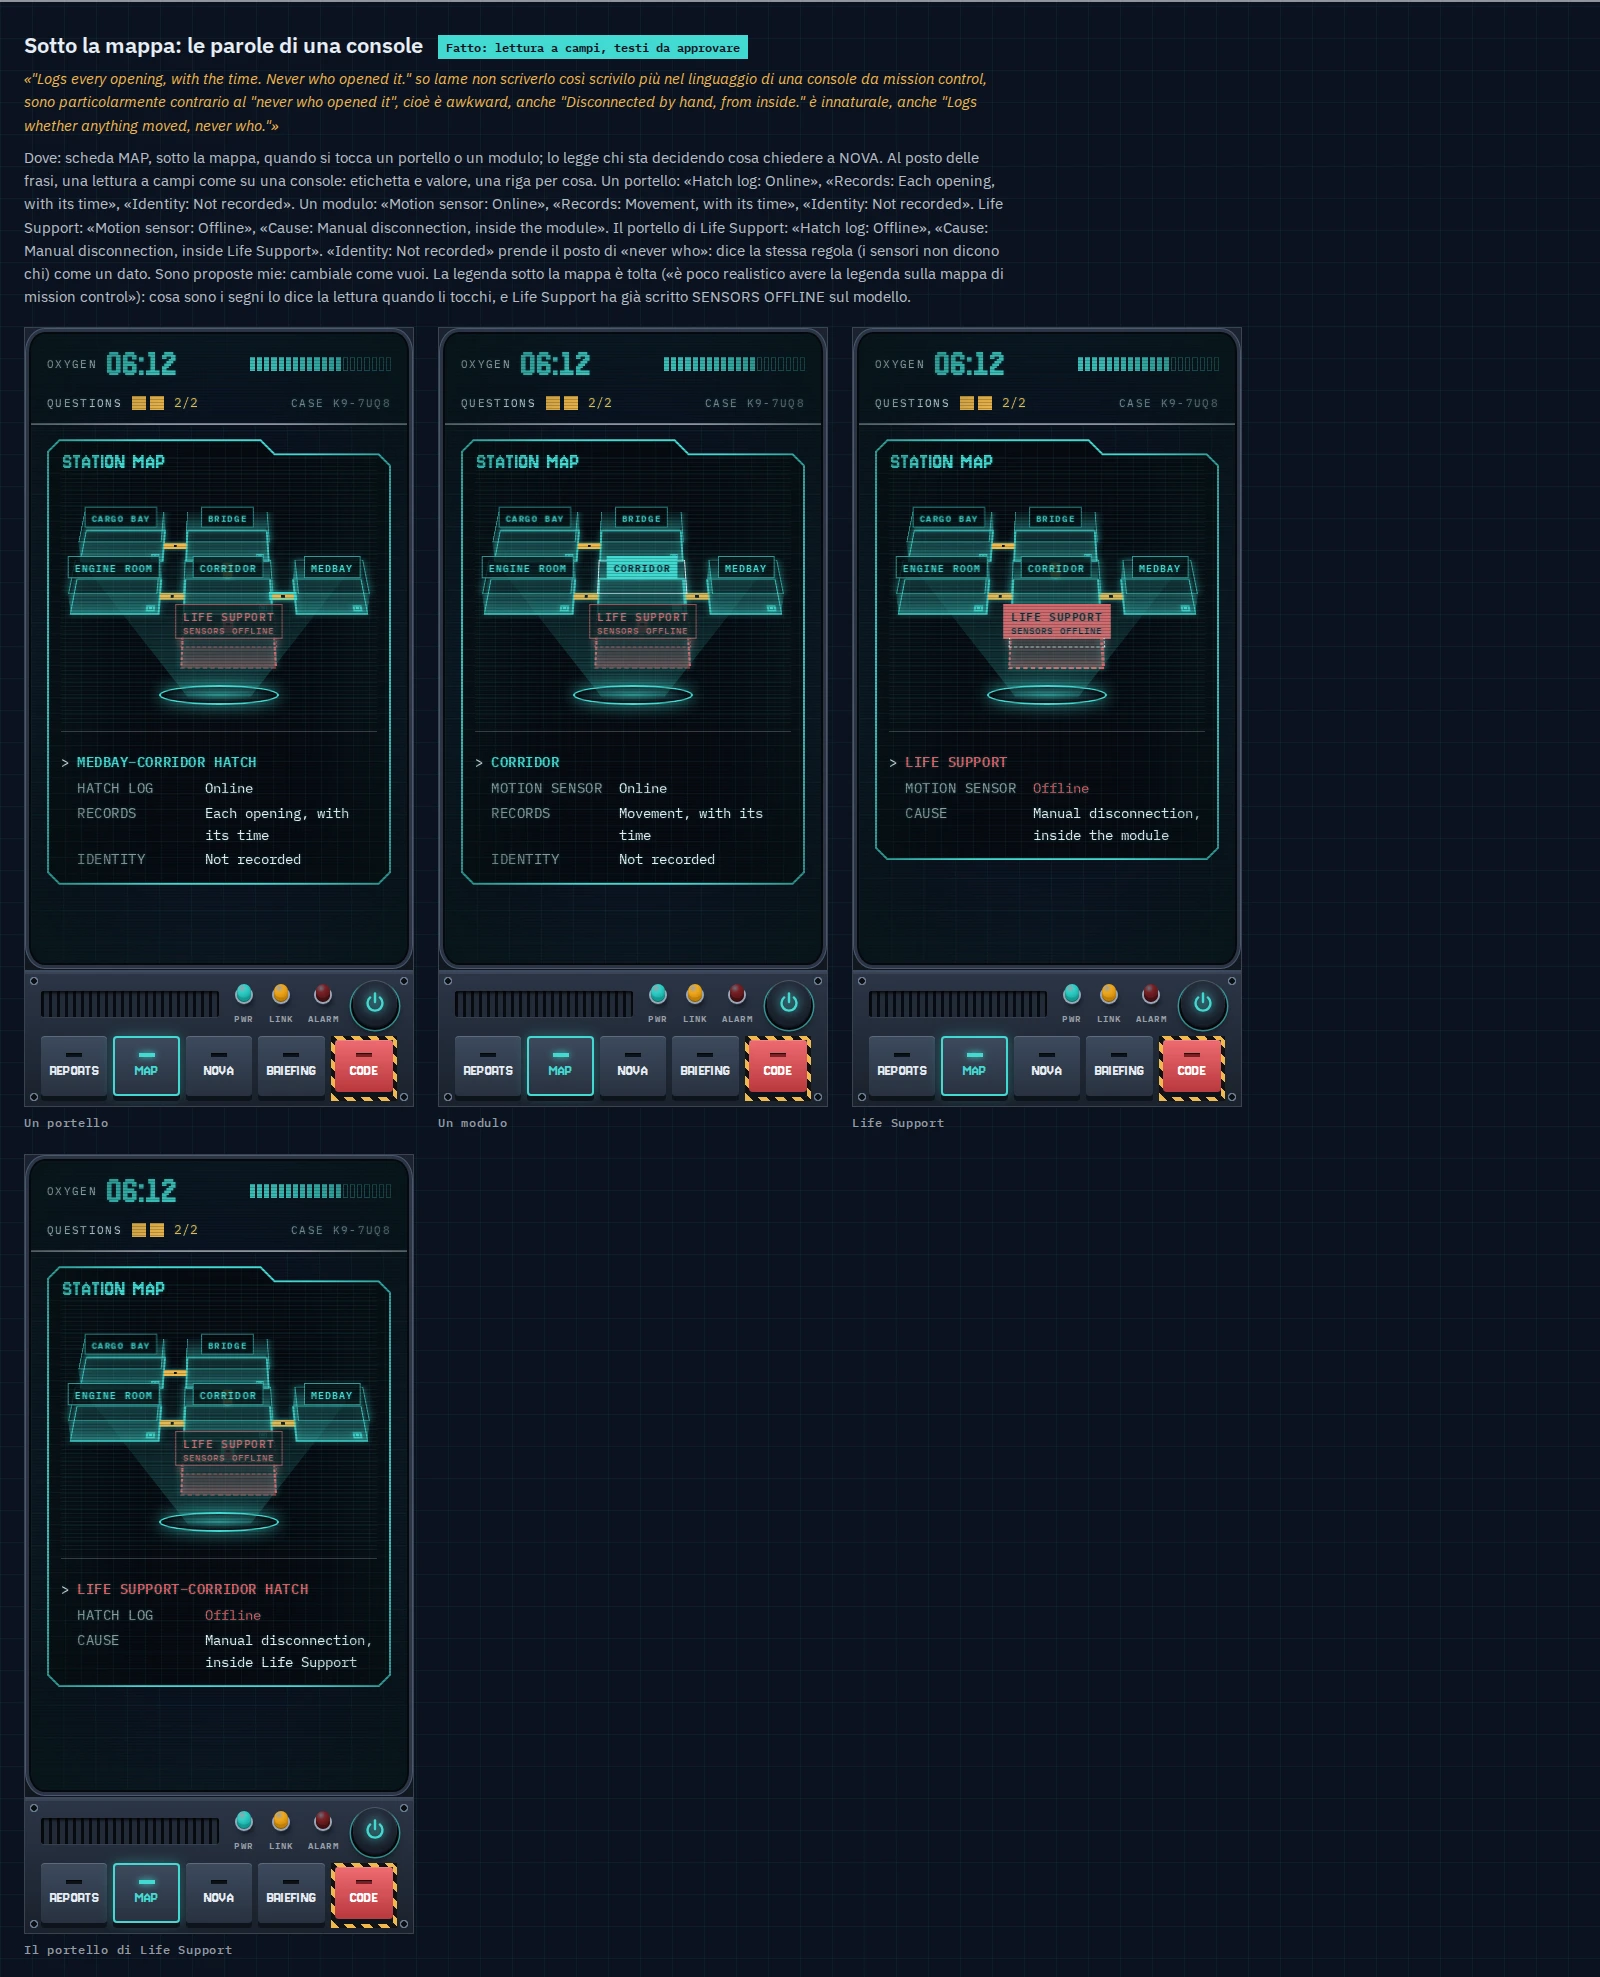 Sotto la mappa: le parole di una console
Fatto: lettura a campi, testi da approvare
«"Logs every opening, with the time. Never who opened it." so lame non scriverlo così scrivilo più nel linguaggio di una console da mission control,
sono particolarmente contrario al "never who opened it", cioè è awkward, anche "Disconnected by hand, from inside." è innaturale, anche "Logs
whether anything moved, never who."»
Dove: scheda MAP, sotto la mappa, quando si tocca un portello o un modulo; lo legge chi sta decidendo cosa chiedere a NOVA. Al posto delle
frasi, una lettura a campi come su una console: etichetta e valore, una riga per cosa. Un portello: «Hatch log: Online», «Records: Each opening,
with its time», «Identity: Not recorded». Un modulo: «Motion sensor: Online», «Records: Movement, with its time», «Identity: Not recorded». Life
Support: «Motion sensor: Offline», «Cause: Manual disconnection, inside the module». Il portello di Life Support: «Hatch log: Offline», «Cause:
Manual disconnection, inside Life Support». «Identity: Not recorded» prende il posto di «never who»: dice la stessa regola (i sensori non dicono
chi) come un dato. Sono proposte mie: cambiale come vuoi. La legenda sotto la mappa è tolta («è poco realistico avere la legenda sulla mappa di
mission control»): cosa sono i segni lo dice la lettura quando li tocchi, e Life Support ha già scritto SENSORS OFFLINE sul modello.
OXYGEN 06:12
QUESTIONS 2/2 CASE K9-7UQ8
STATION MAP
CARGO BAY BRIDGE
ENGINE ROOM CORRIDOR MEDBAY
LIFE SUPPORT
SENSORS OFFLINE
> MEDBAY–CORRIDOR HATCH
HATCH LOG Online
RECORDS Each opening, with
its time
IDENTITY Not recorded
PWR LINK ALARM
REPORTS MAP NOVA BRIEFING CODE
Un portello
OXYGEN 06:12
QUESTIONS 2/2 CASE K9-7UQ8
STATION MAP
CARGO BAY BRIDGE
ENGINE ROOM CORRIDOR MEDBAY
LIFE SUPPORT
SENSORS OFFLINE
> CORRIDOR
MOTION SENSOR Online
RECORDS Movement, with its
time
IDENTITY Not recorded
PWR LINK ALARM
REPORTS MAP NOVA BRIEFING CODE
Un modulo
OXYGEN 06:12
QUESTIONS 2/2 CASE K9-7UQ8
STATION MAP
CARGO BAY BRIDGE
ENGINE ROOM CORRIDOR MEDBAY
LIFE SUPPORT
SENSORS OFFLINE
> LIFE SUPPORT
MOTION SENSOR Offline
CAUSE Manual disconnection,
inside the module
PWR LINK ALARM
REPORTS MAP NOVA BRIEFING CODE
Life Support
OXYGEN 06:12
QUESTIONS 2/2 CASE K9-7UQ8
STATION MAP
CARGO BAY BRIDGE
ENGINE ROOM CORRIDOR MEDBAY
LIFE SUPPORT
SENSORS OFFLINE
> LIFE SUPPORT–CORRIDOR HATCH
HATCH LOG Offline
CAUSE Manual disconnection,
inside Life Support
PWR LINK ALARM
REPORTS MAP NOVA BRIEFING CODE
Il portello di Life Support